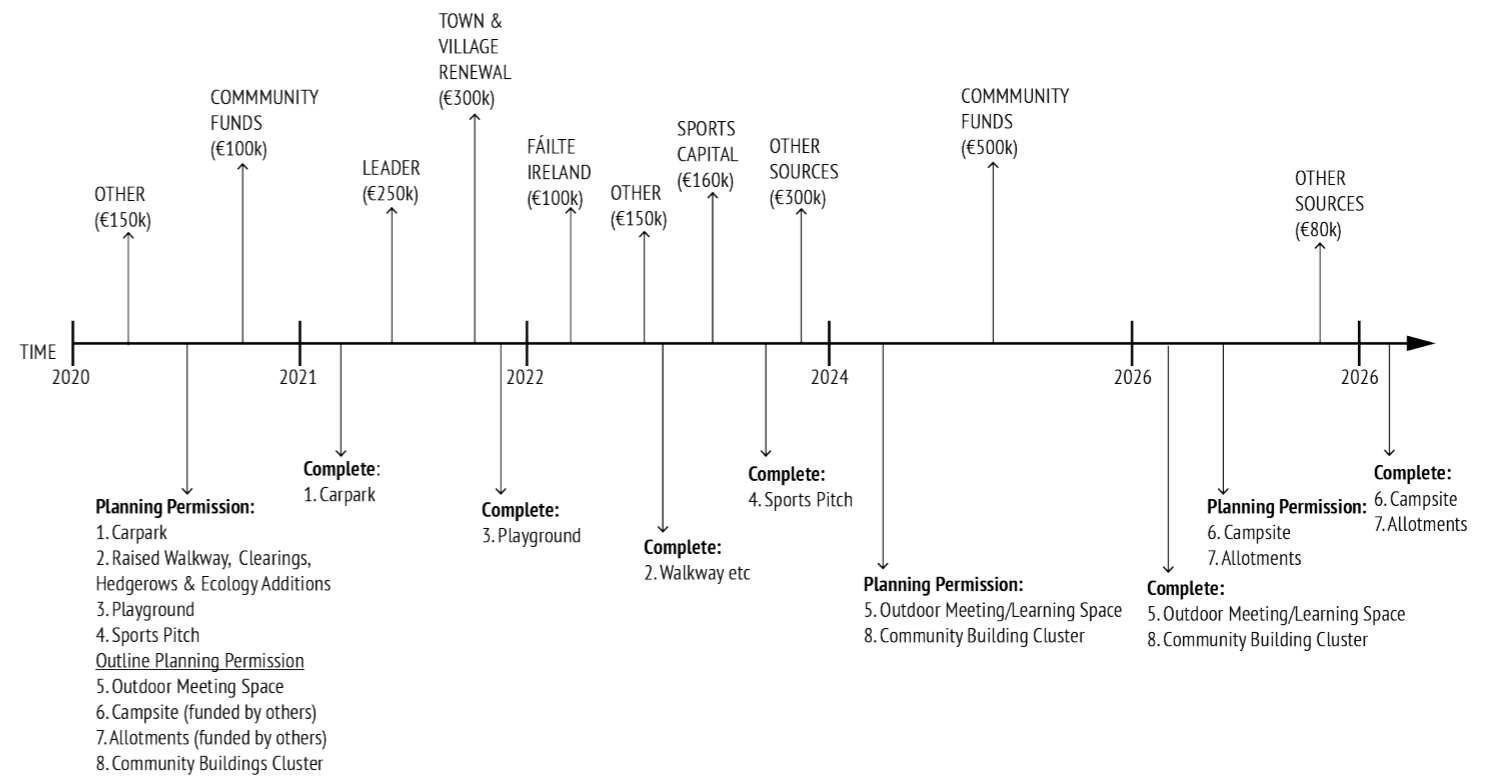 OTHER
(€150k)
COMMMUNITY
FUNDS
(€100k)
LEADER
(€250k)
TOWN &
VILLAGE
RENEWAL
(€300k)
FÁILTE
IRELAND
(€100k)
OTHER
(€150k)
SPORTS
CAPITAL
(€160k)
OTHER
SOURCES
(€300k)
COMMMUNITY
FUNDS
(€500k)
OTHER
SOURCES
(€80k)
TIME
2020
2021
2022
2024
2026
2026
Planning Permission:
1. Carpark
2. Raised Walkway, Clearings,
Hedgerows & Ecology Additions
3. Playground
4. Sports Pitch
Outline Planning Permission
5. Outdoor Meeting Space
6. Campsite (funded by others)
7. Allotments (funded by others)
8. Community Buildings Cluster
Complete:
1. Carpark
Complete:
3. Playground
Complete:
2. Walkway etc
Complete:
4. Sports Pitch
Planning Permission:
5. Outdoor Meeting/Learning Space
8. Community Building Cluster
Complete:
5. Outdoor Meeting/Learning Space
8. Community Building Cluster
Planning Permission:
6. Campsite
7. Allotments
Complete:
6. Campsite
7. Allotments